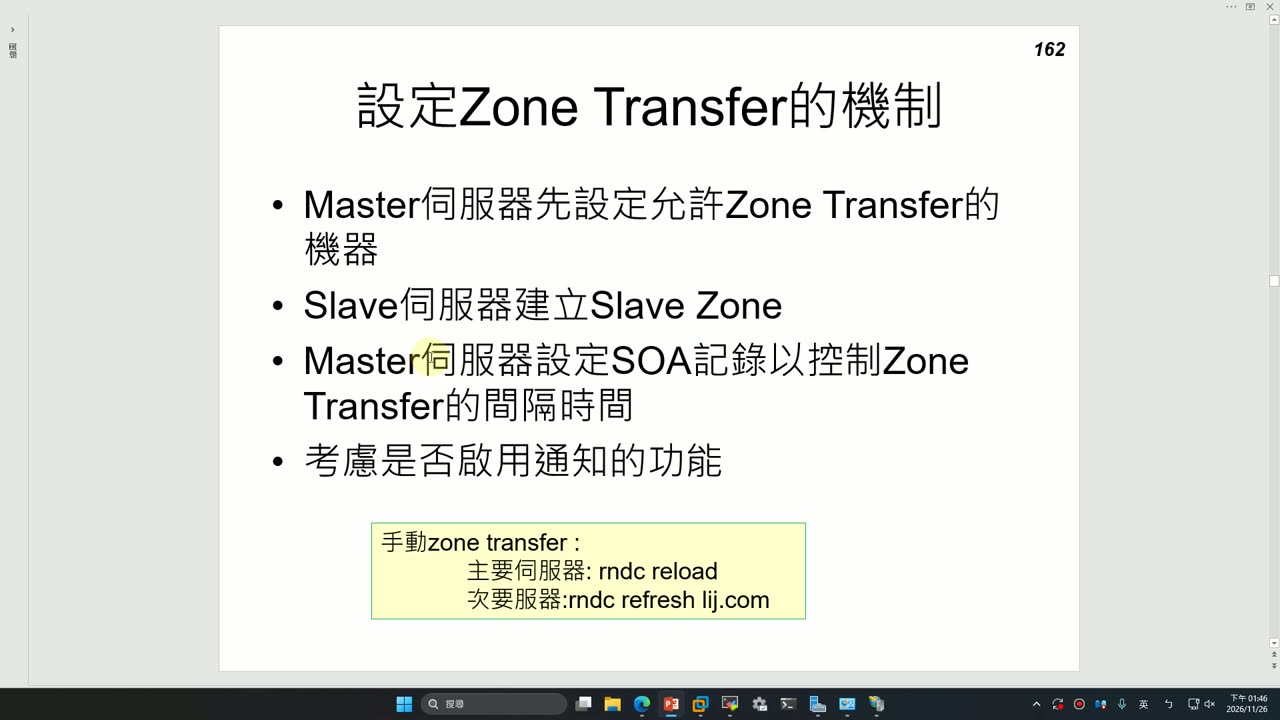 162
設定Zone Transfer的機制
• Master伺服器先設定允許Zone Transfer的
機器
• Slave伺服器建立Slave Zone
• Master伺服器設定SOA記錄以控制Zone
Transfer的間隔時間
• 考慮是否啟用通知的功能
手動zone transfer :
主要伺服器: rndc reload
次要服器:rndc refresh lij.com
搜尋
英
下午 01:46
2026/11/26